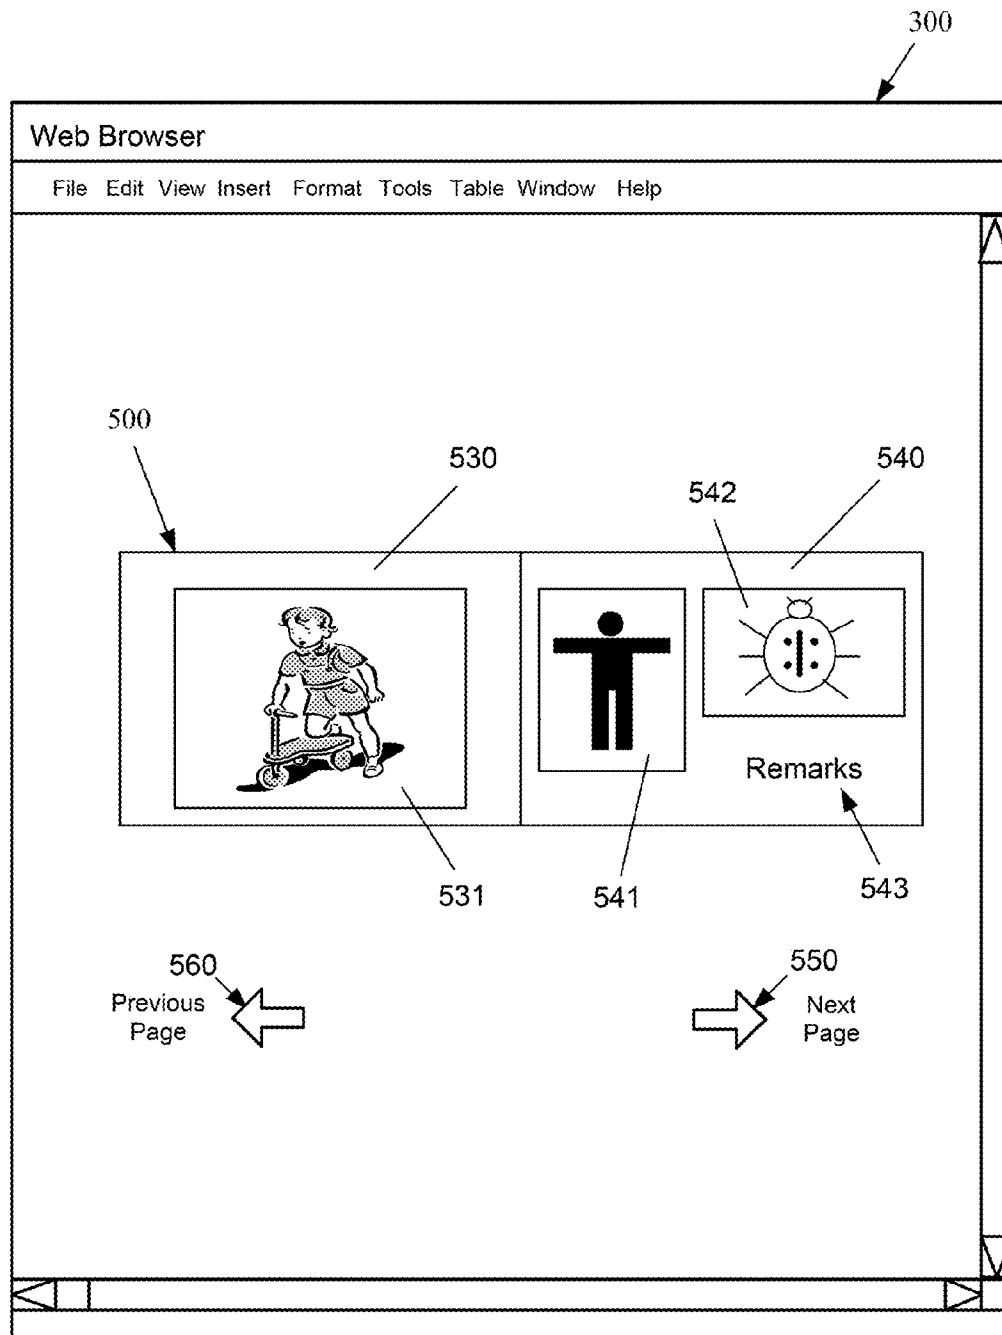 300
Web Browser
File Edit View Insert Format Tools Table Window Help
500
530
540
542
Remarks
531
541
543
560
550
Previous
Page
Next
Page